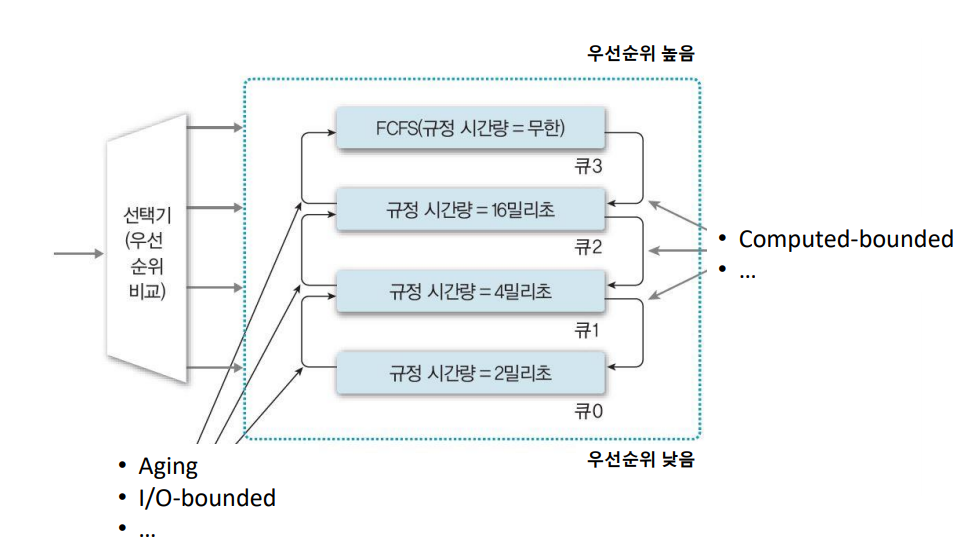 우선순위 높음
FCFS(규정 시간량 = 무한)
큐3
규정 시간량 = 16밀리초
큐2
규정 시간량 = 4밀리초
큐1
규정 시간량 = 2밀리초
큐0
선택기
(우선
순위
비교)
• Computed-bounded
• ...
우선순위 낮음
• Aging
• I/O-bounded
• ...